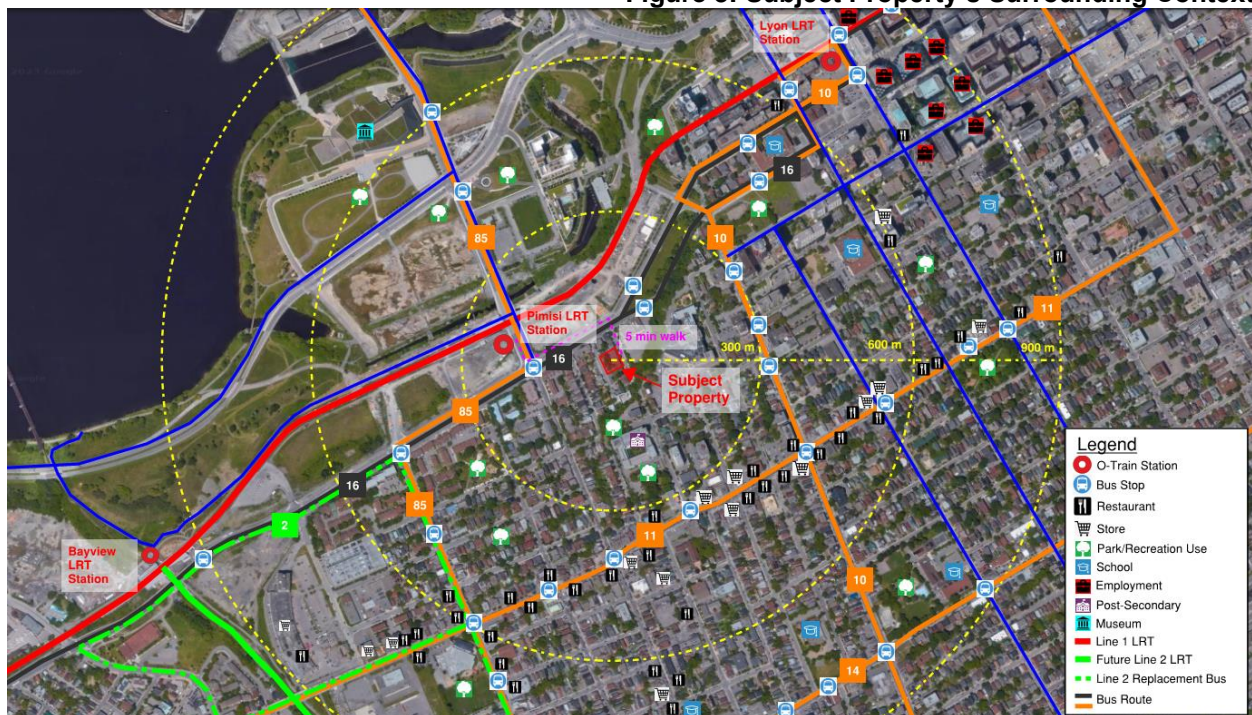 Figure 3: Subject Property's Surrounding Context
Lyon LRT
Station
10
16
85
10
Pimisi LRT
Station
5 min walk
16
300 m
600 m
900 m
11
Subject
Property
85
16
85
2
11
Bayview
LRT
Station
10
14
Legend
O-Train Station
Bus Stop
Restaurant
Store
Park/Recreation Use
School
Employment
Post-Secondary
Museum
Line 1 LRT
Future Line 2 LRT
Line 2 Replacement Bus
Bus Route